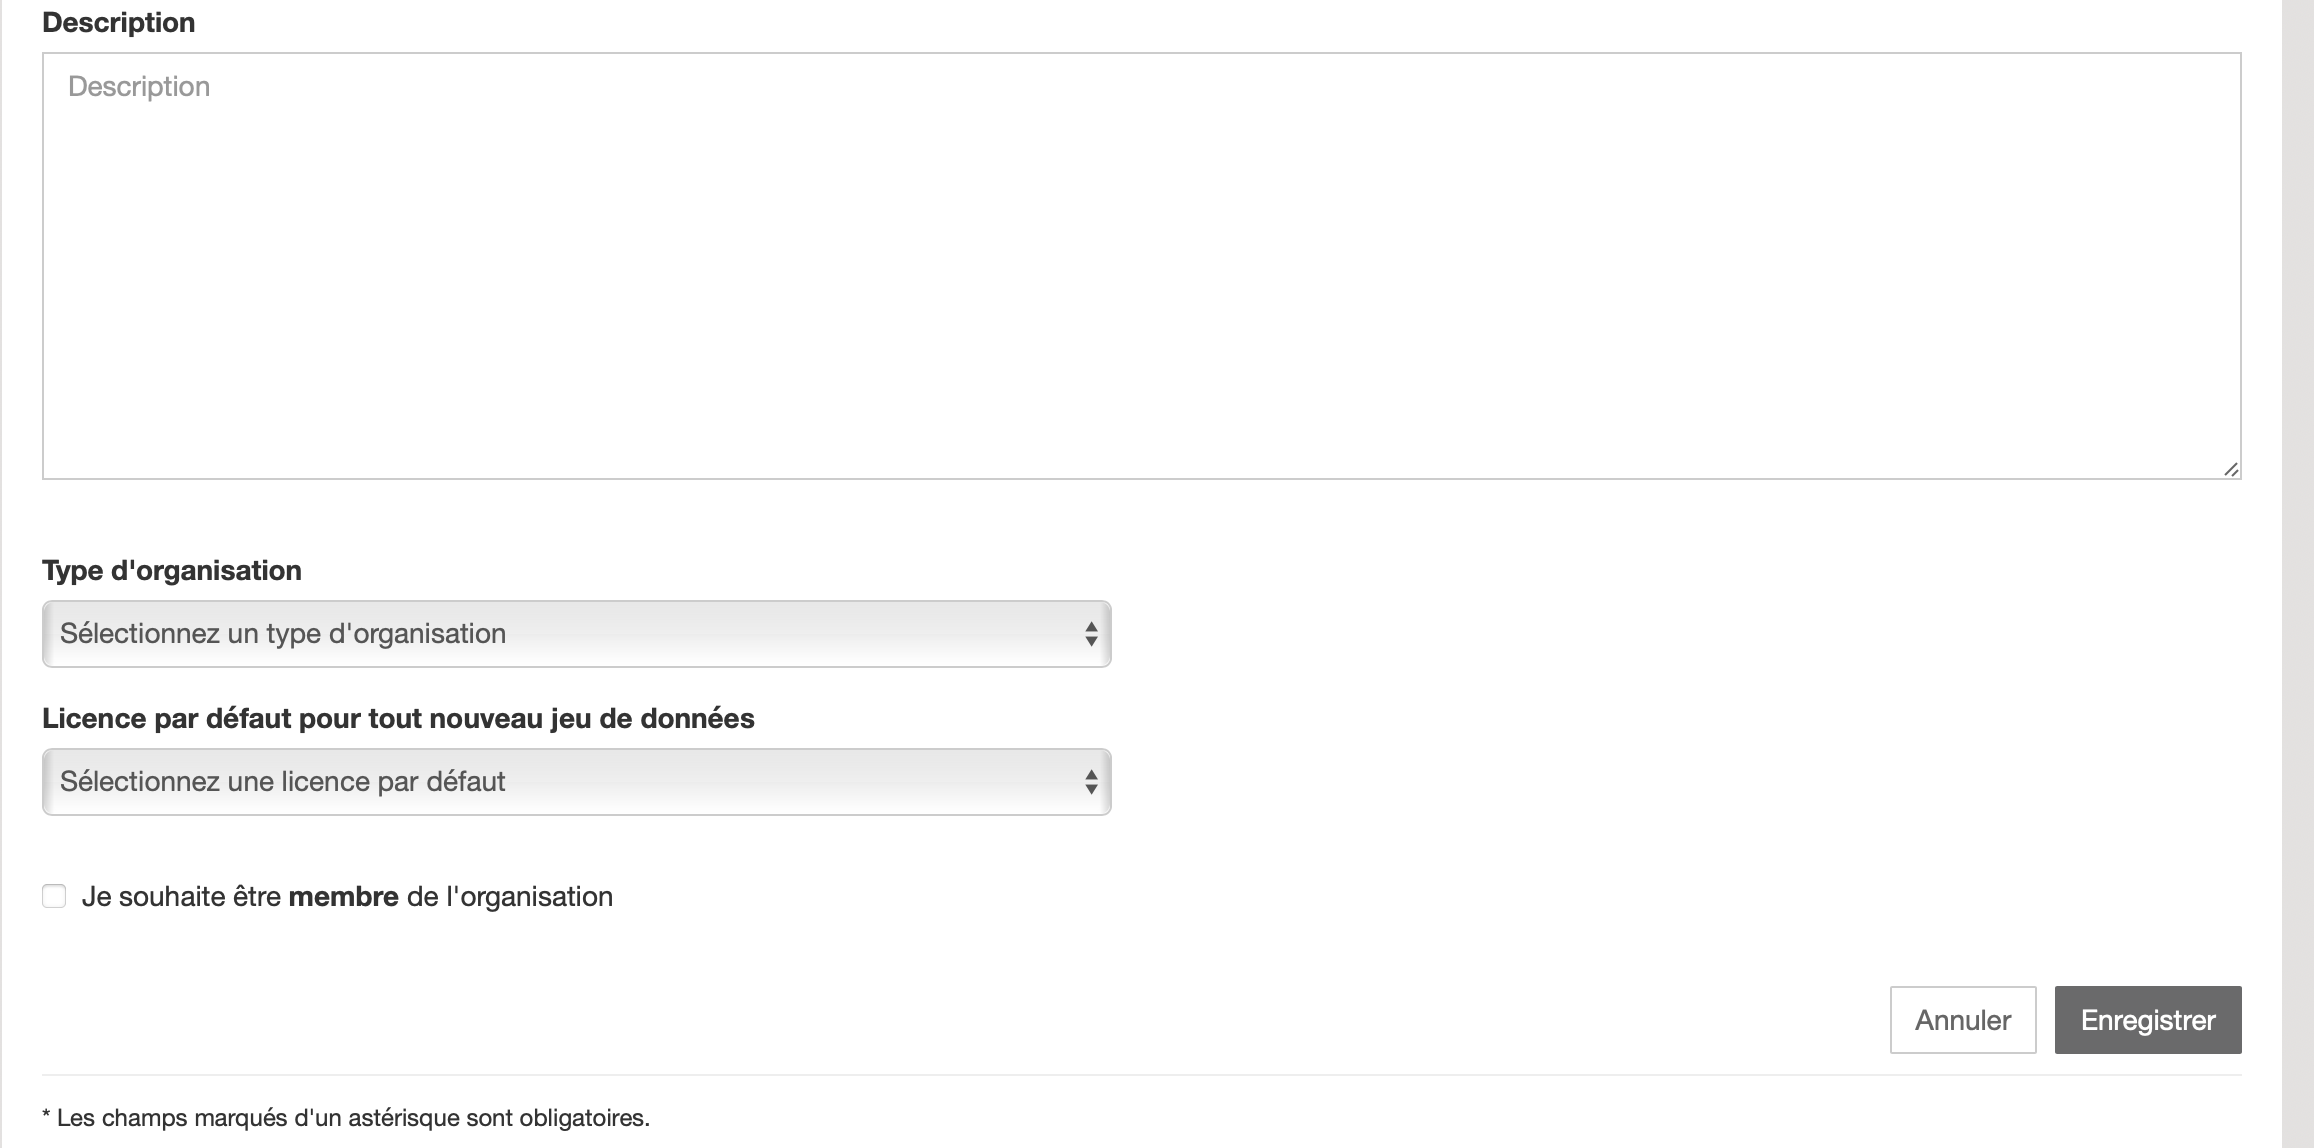 Description
Description
Type d'organisation
Sélectionnez un type d'organisation
Licence par défaut pour tout nouveau jeu de données
Sélectionnez une licence par défaut
Je souhaite être membre de l'organisation
Annuler
Enregistrer
* Les champs marqués d'un astérisque sont obligatoires.